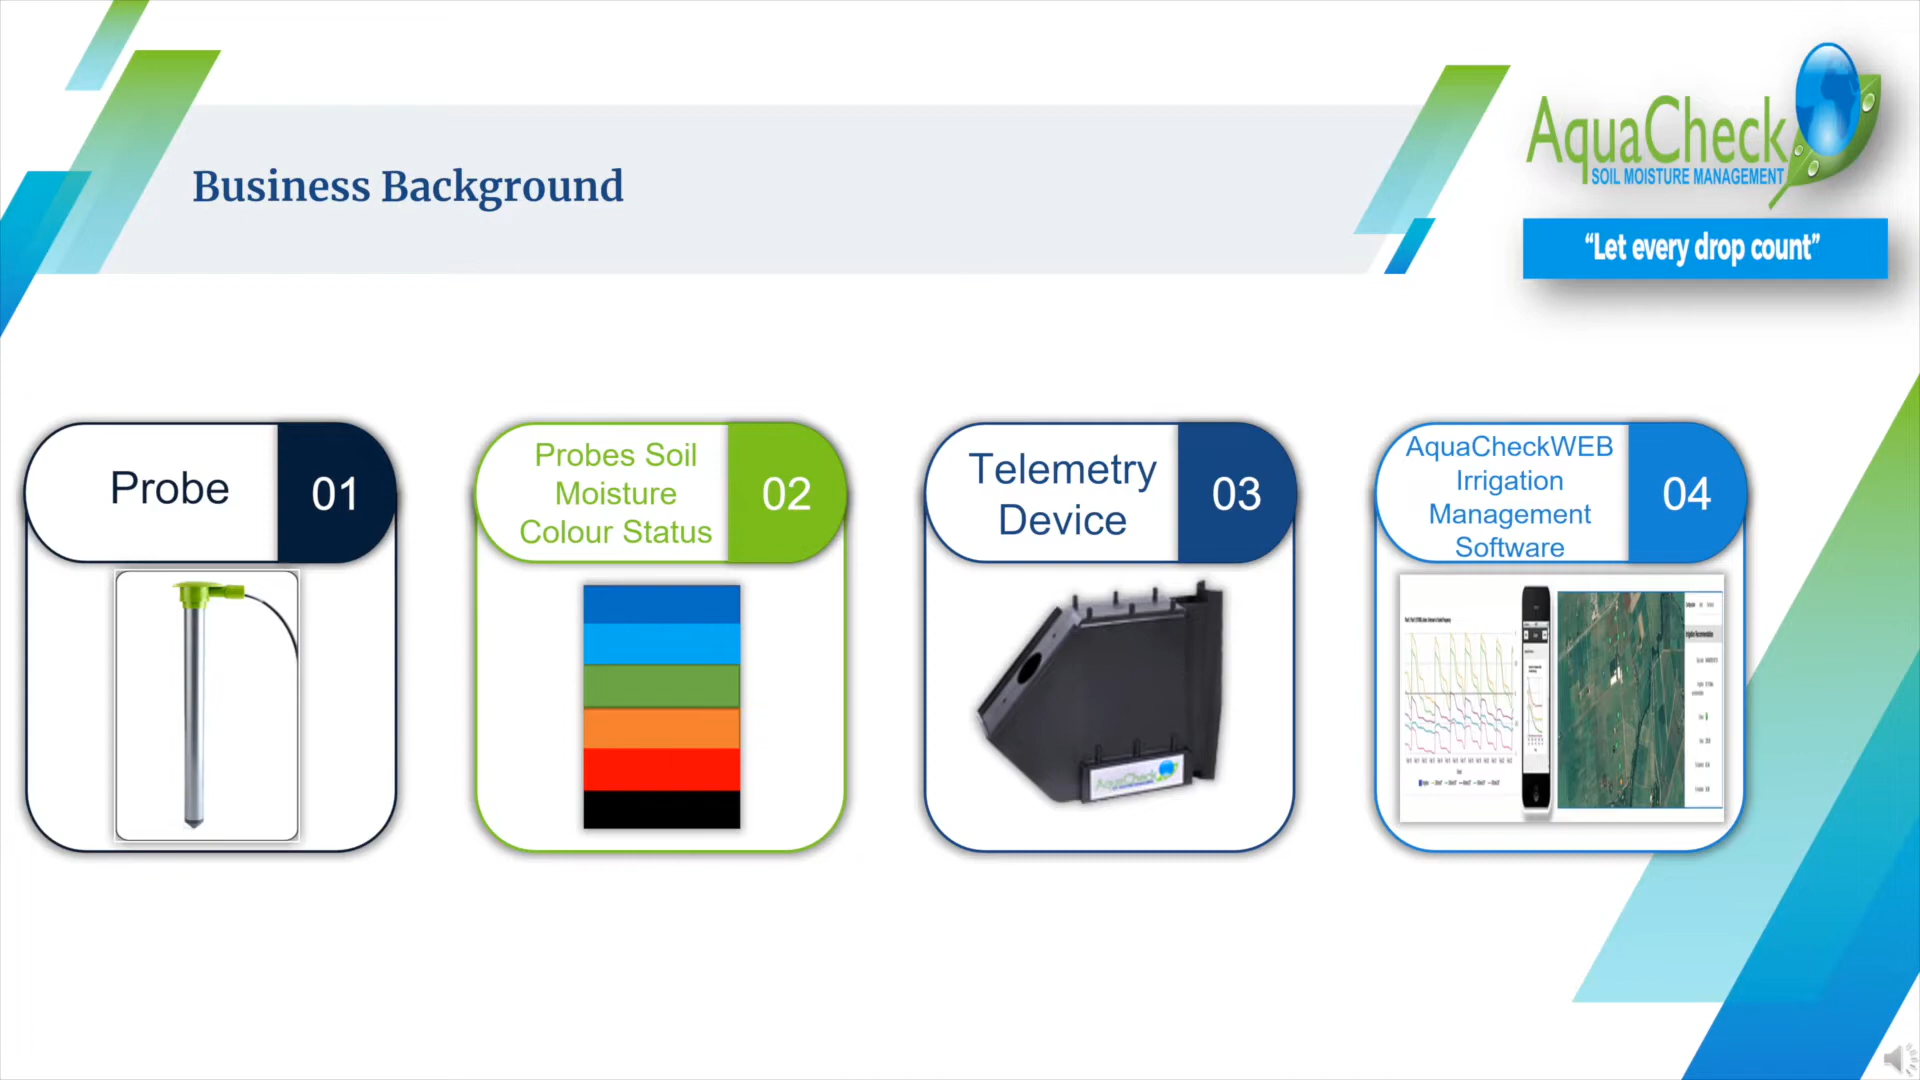 Business Background
AquaCheck
SOIL MOISTURE MANAGEMENT
“Let every drop count”
Probe
01
Probes Soil
Moisture
Colour Status
02
Telemetry
Device
03
AquaCheckWEB
Irrigation
Management
Software
04
AquaCheck